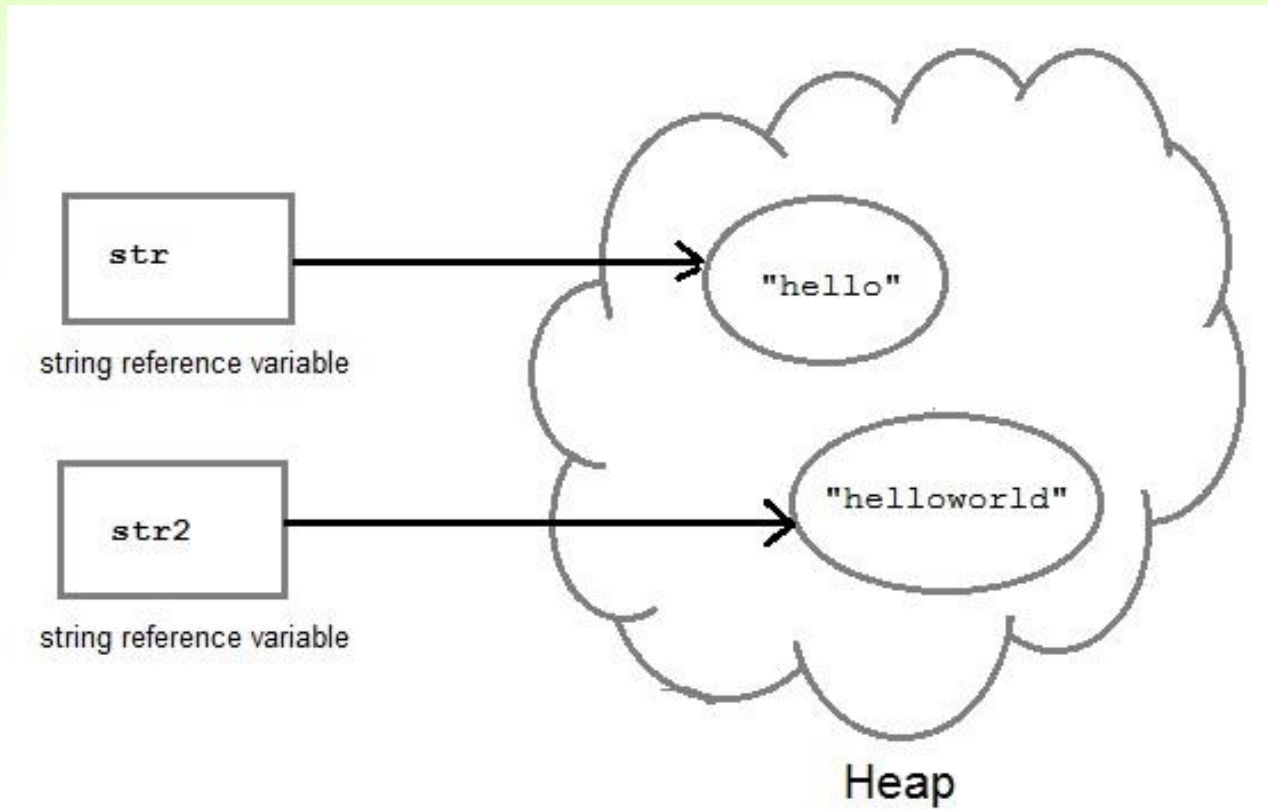 str
"hello"
string reference variable
str2
"helloworld"
string reference variable
Heap